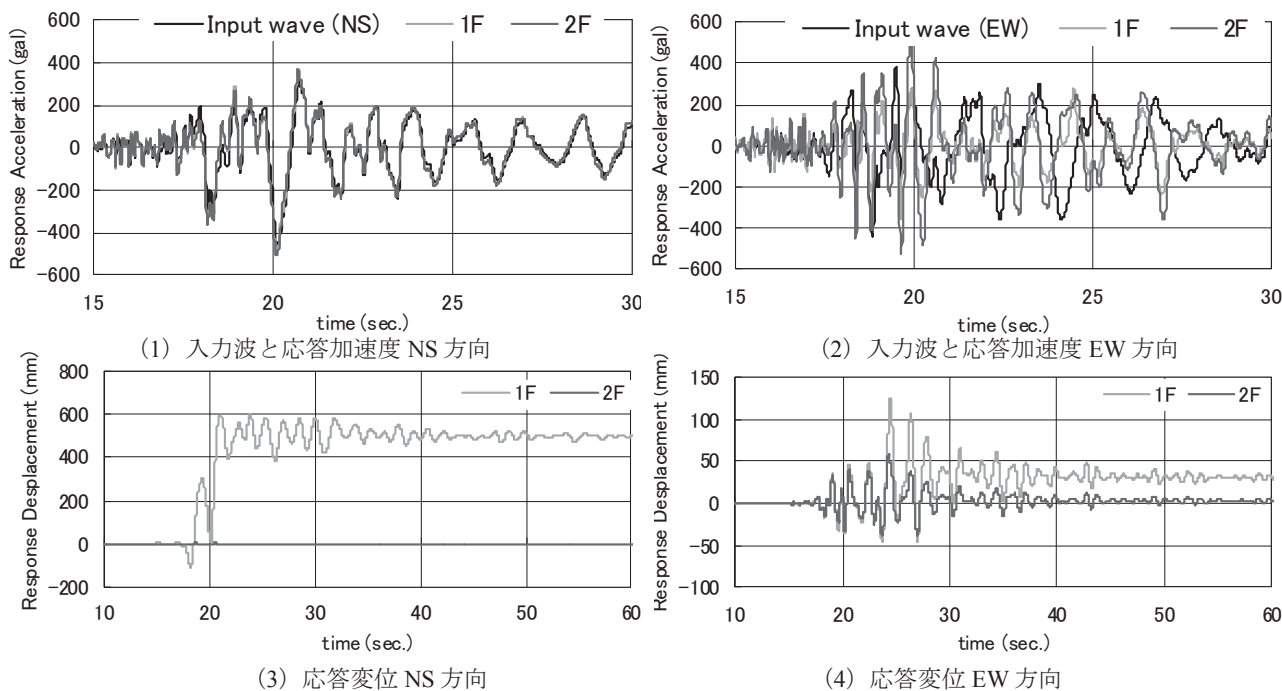 Input wave (NS) 1F 2F
Response Acceleration (gal)
600
400
200
0
-200
-400
-600
15 20 25 30
time (sec.)
(1) 入力波と応答加速度 NS 方向
Input wave (EW) 1F 2F
Response Acceleration (gal)
600
400
200
0
-200
-400
-600
15 20 25 30
time (sec.)
(2) 入力波と応答加速度 EW 方向
1F 2F
Response Desplacement (mm)
800
600
400
200
0
-200
10 20 30 40 50 60
time (sec.)
(3) 応答変位 NS 方向
1F 2F
Response Desplacement (mm)
150
100
50
0
-50
-100
10 20 30 40 50 60
time (sec.)
(4) 応答変位 EW 方向